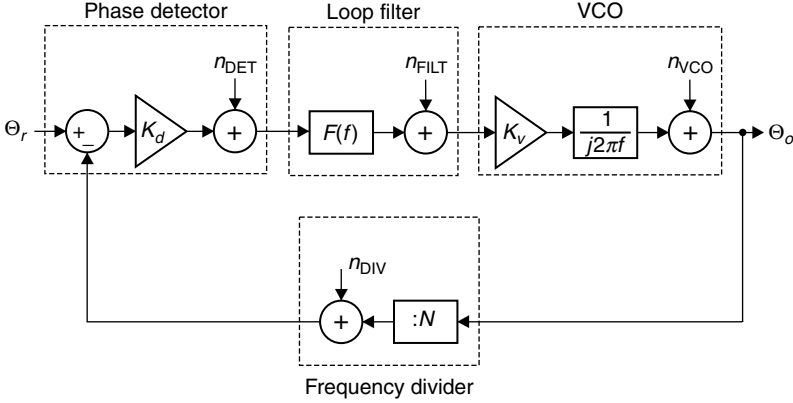 Phase detector
Loop filter
VCO
n_DET
n_FILT
n_VCO
Θ_r
+
−
K_d
+
F(f)
+
K_v
1
j2πf
+
Θ_o
n_DIV
+
:N
Frequency divider